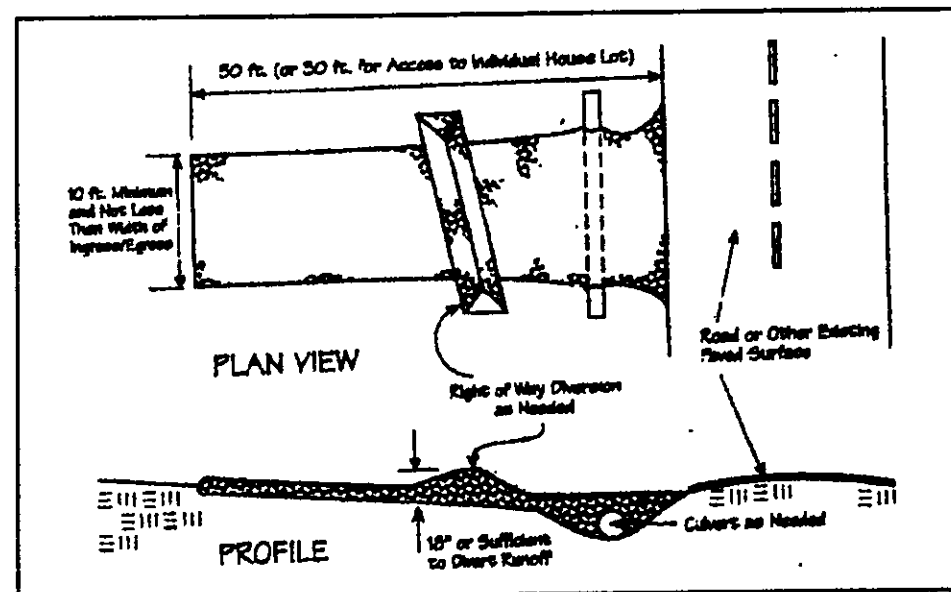 50 ft. (or 30 ft. for Access to Individual House Lot)
10 ft. Minimum
and Not Less
Than Width of
Ingress/Egress
PLAN VIEW
Right of Way Diversion
as Needed
Road or Other Existing
Paved Surface
Culvert as Needed
18" or Sufficient
to Divert Runoff
PROFILE